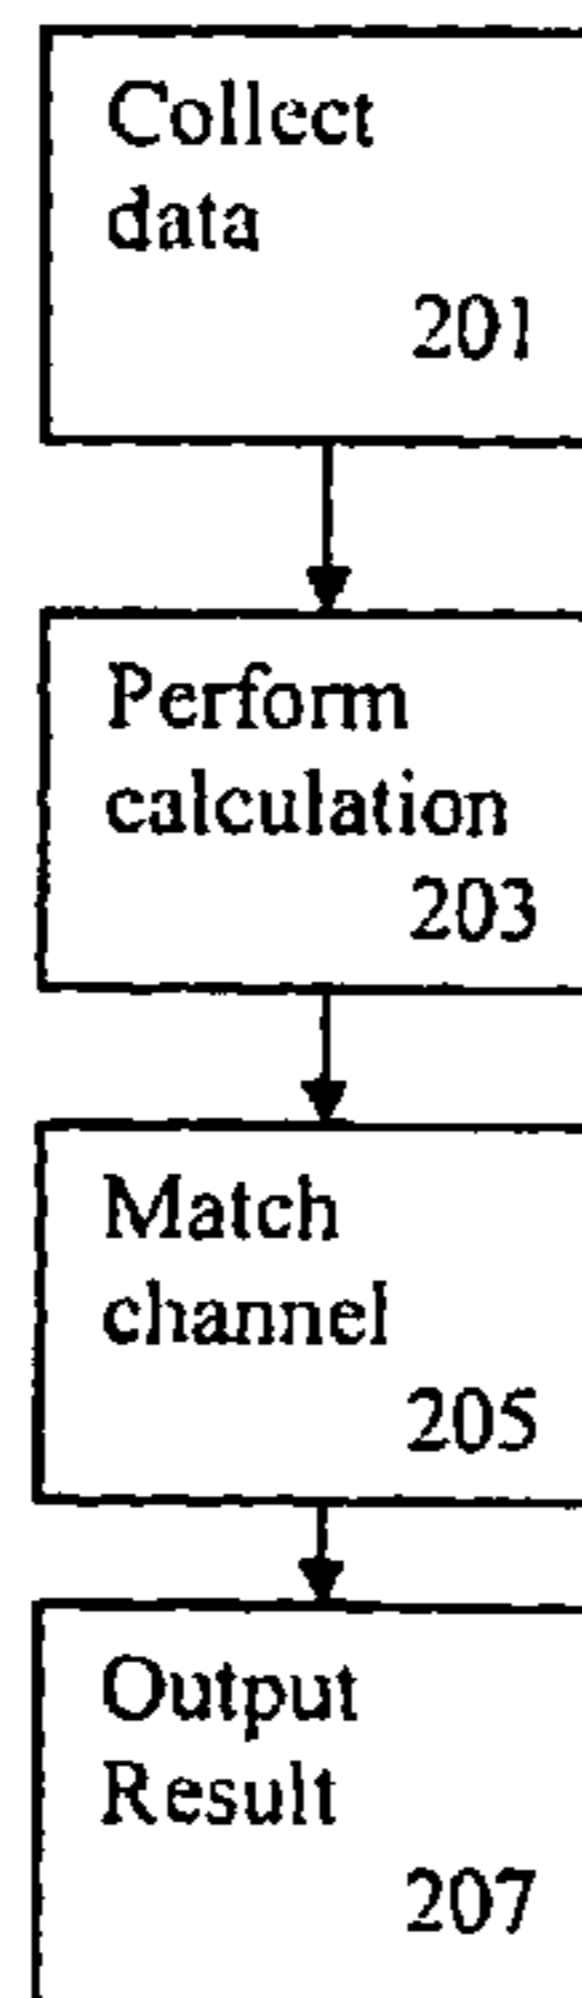 Collect
data
201
Perform
calculation
203
Match
channel
205
Output
Result
207